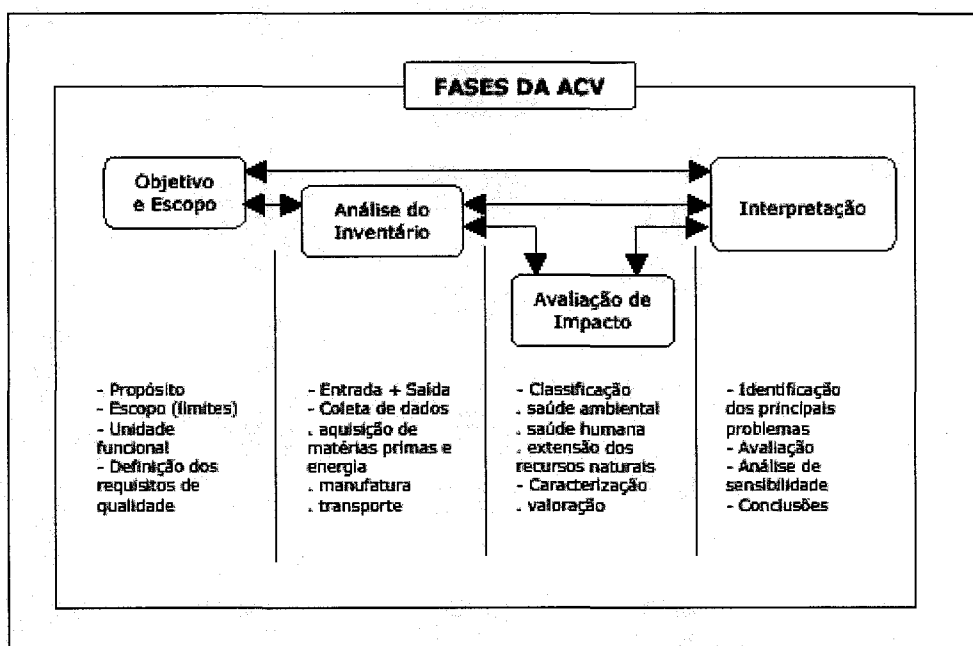 FASES DA ACV
Objetivo
e Escopo
Análise do
Inventário
Interpretação
Avaliação de
Impacto
- Propósito
- Escopo (limites)
- Unidade
funcional
- Definição dos
requisitos de
qualidade
- Entrada + Saída
- Coleta de dados
. aquisição de
matérias primas e
energia
. manufatura
. transporte
- Classificação
. saúde ambiental
. saúde humana
. extensão dos
recursos naturais
- Caracterização
. valoração
- Identificação
dos principais
problemas
- Avaliação
- Análise de
sensibilidade
- Conclusões